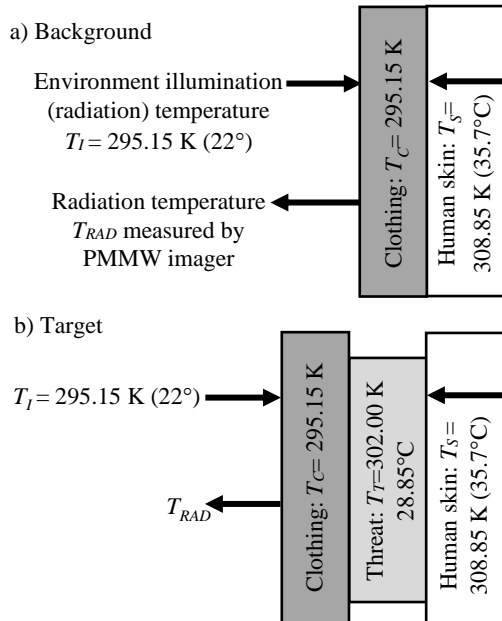 a) Background
Environment illumination
(radiation) temperature
T_I = 295.15 K (22°)
Radiation temperature
T_RAD measured by
PMMW imager
Clothing: T_C= 295.15 K
Human skin: T_S=
308.85 K (35.7°C)
b) Target
T_I = 295.15 K (22°)
T_RAD
Clothing: T_C= 295.15 K
Threat: T_T=302.00 K
28.85°C
Human skin: T_S =
308.85 K (35.7°C)